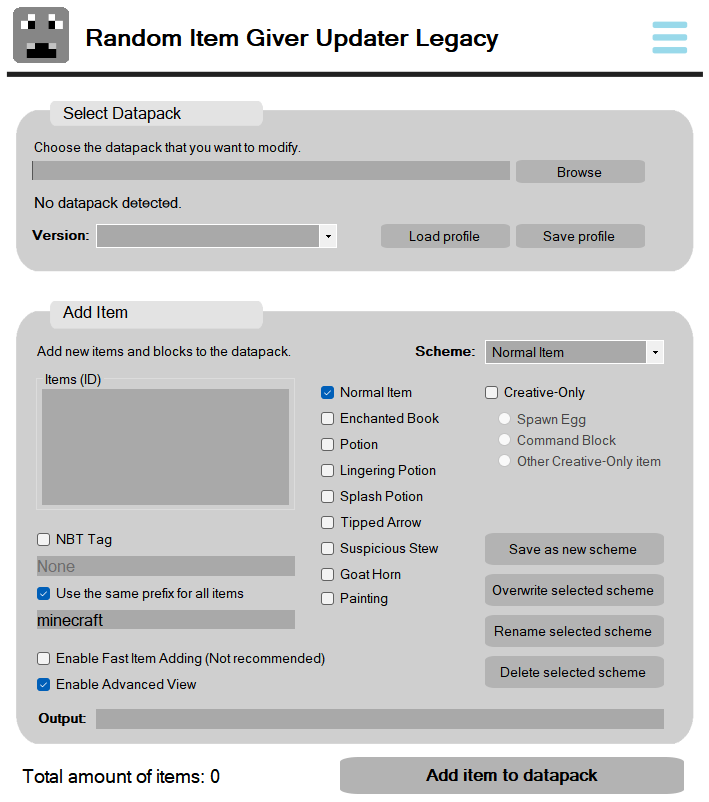 Random Item Giver Updater Legacy
Select Datapack
Choose the datapack that you want to modify.
Browse
No datapack detected.
Version:
Load profile
Save profile
Add Item
Add new items and blocks to the datapack.
Scheme:
Normal Item
Items (ID)
Normal Item
Creative-Only
Enchanted Book
Spawn Egg
Potion
Command Block
Lingering Potion
Other Creative-Only item
Splash Potion
Tipped Arrow
NBT Tag
Suspicious Stew
Save as new scheme
None
Goat Horn
Overwrite selected scheme
Use the same prefix for all items
Painting
minecraft
Rename selected scheme
Enable Fast Item Adding (Not recommended)
Delete selected scheme
Enable Advanced View
Output:
Total amount of items: 0
Add item to datapack